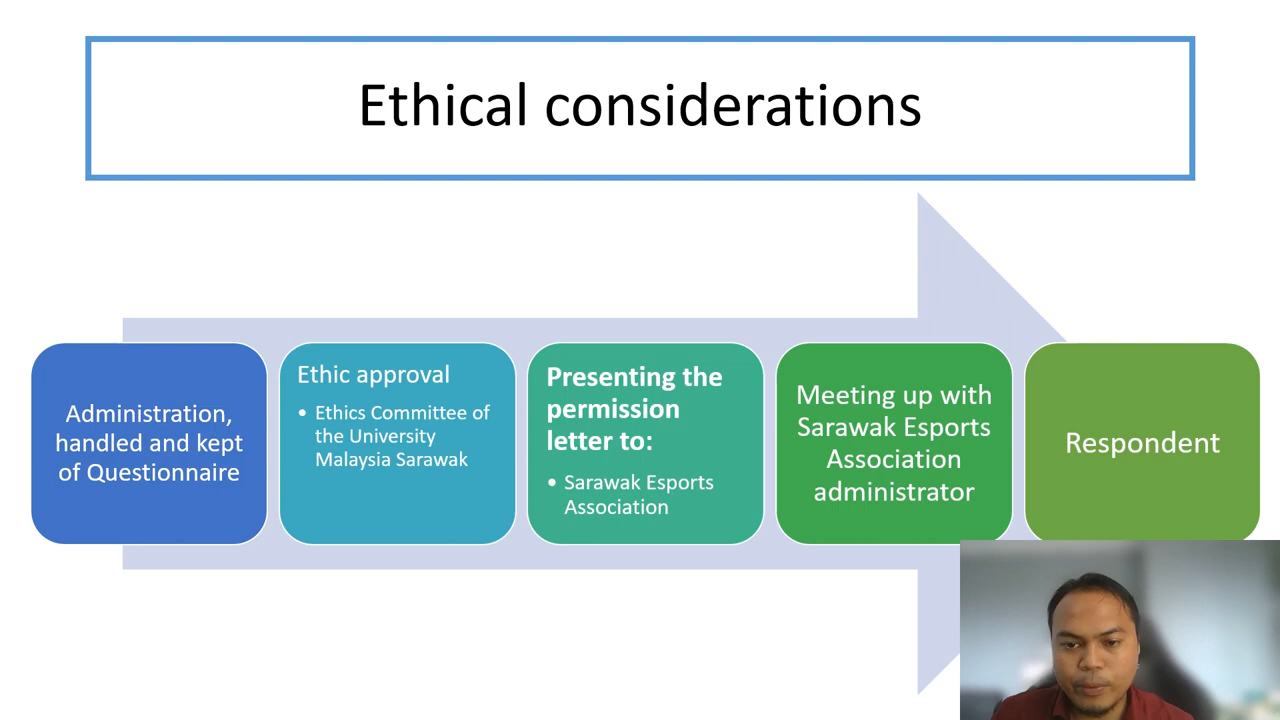 Ethical considerations
Administration,
handled and kept
of Questionnaire
Ethic approval
• Ethics Committee of
the University
Malaysia Sarawak
Presenting the
permission
letter to:
• Sarawak Esports
Association
Meeting up with
Sarawak Esports
Association
administrator
Respondent